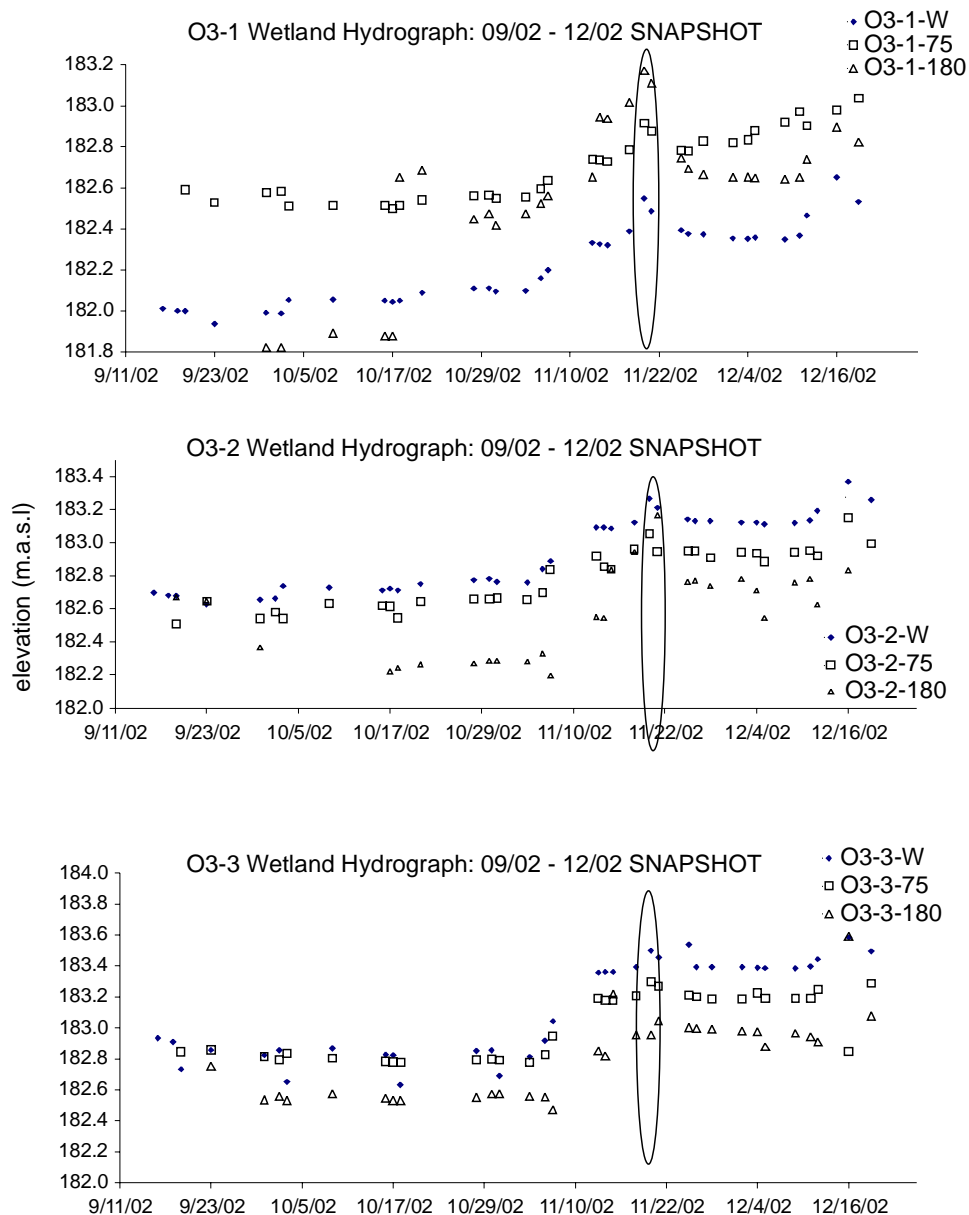 O3-1 Wetland Hydrograph: 09/02 - 12/02 SNAPSHOT
O3-1-W
O3-1-75
O3-1-180
183.2
183.0
182.8
182.6
182.4
182.2
182.0
181.8
9/11/02 9/23/02 10/5/02 10/17/02 10/29/02 11/10/02 11/22/02 12/4/02 12/16/02
O3-2 Wetland Hydrograph: 09/02 - 12/02 SNAPSHOT
183.4
183.2
183.0
182.8
182.6
182.4
182.2
182.0
elevation (m.a.s.l)
O3-2-W
O3-2-75
O3-2-180
9/11/02 9/23/02 10/5/02 10/17/02 10/29/02 11/10/02 11/22/02 12/4/02 12/16/02
O3-3 Wetland Hydrograph: 09/02 - 12/02 SNAPSHOT
O3-3-W
O3-3-75
O3-3-180
184.0
183.8
183.6
183.4
183.2
183.0
182.8
182.6
182.4
182.2
182.0
9/11/02 9/23/02 10/5/02 10/17/02 10/29/02 11/10/02 11/22/02 12/4/02 12/16/02